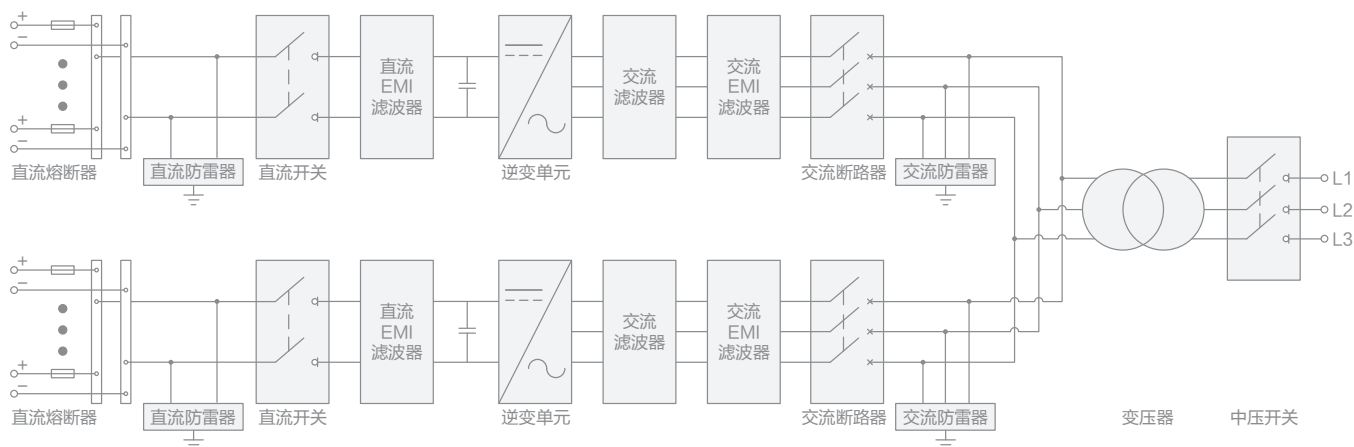 +
−
+
−
直流熔断器
直流防雷器
直流开关
直流
EMI
滤波器
逆变单元
交流
滤波器
交流
EMI
滤波器
交流断路器
交流防雷器
L1
L2
L3
+
−
+
−
直流熔断器
直流防雷器
直流开关
直流
EMI
滤波器
逆变单元
交流
滤波器
交流
EMI
滤波器
交流断路器
交流防雷器
变压器
中压开关